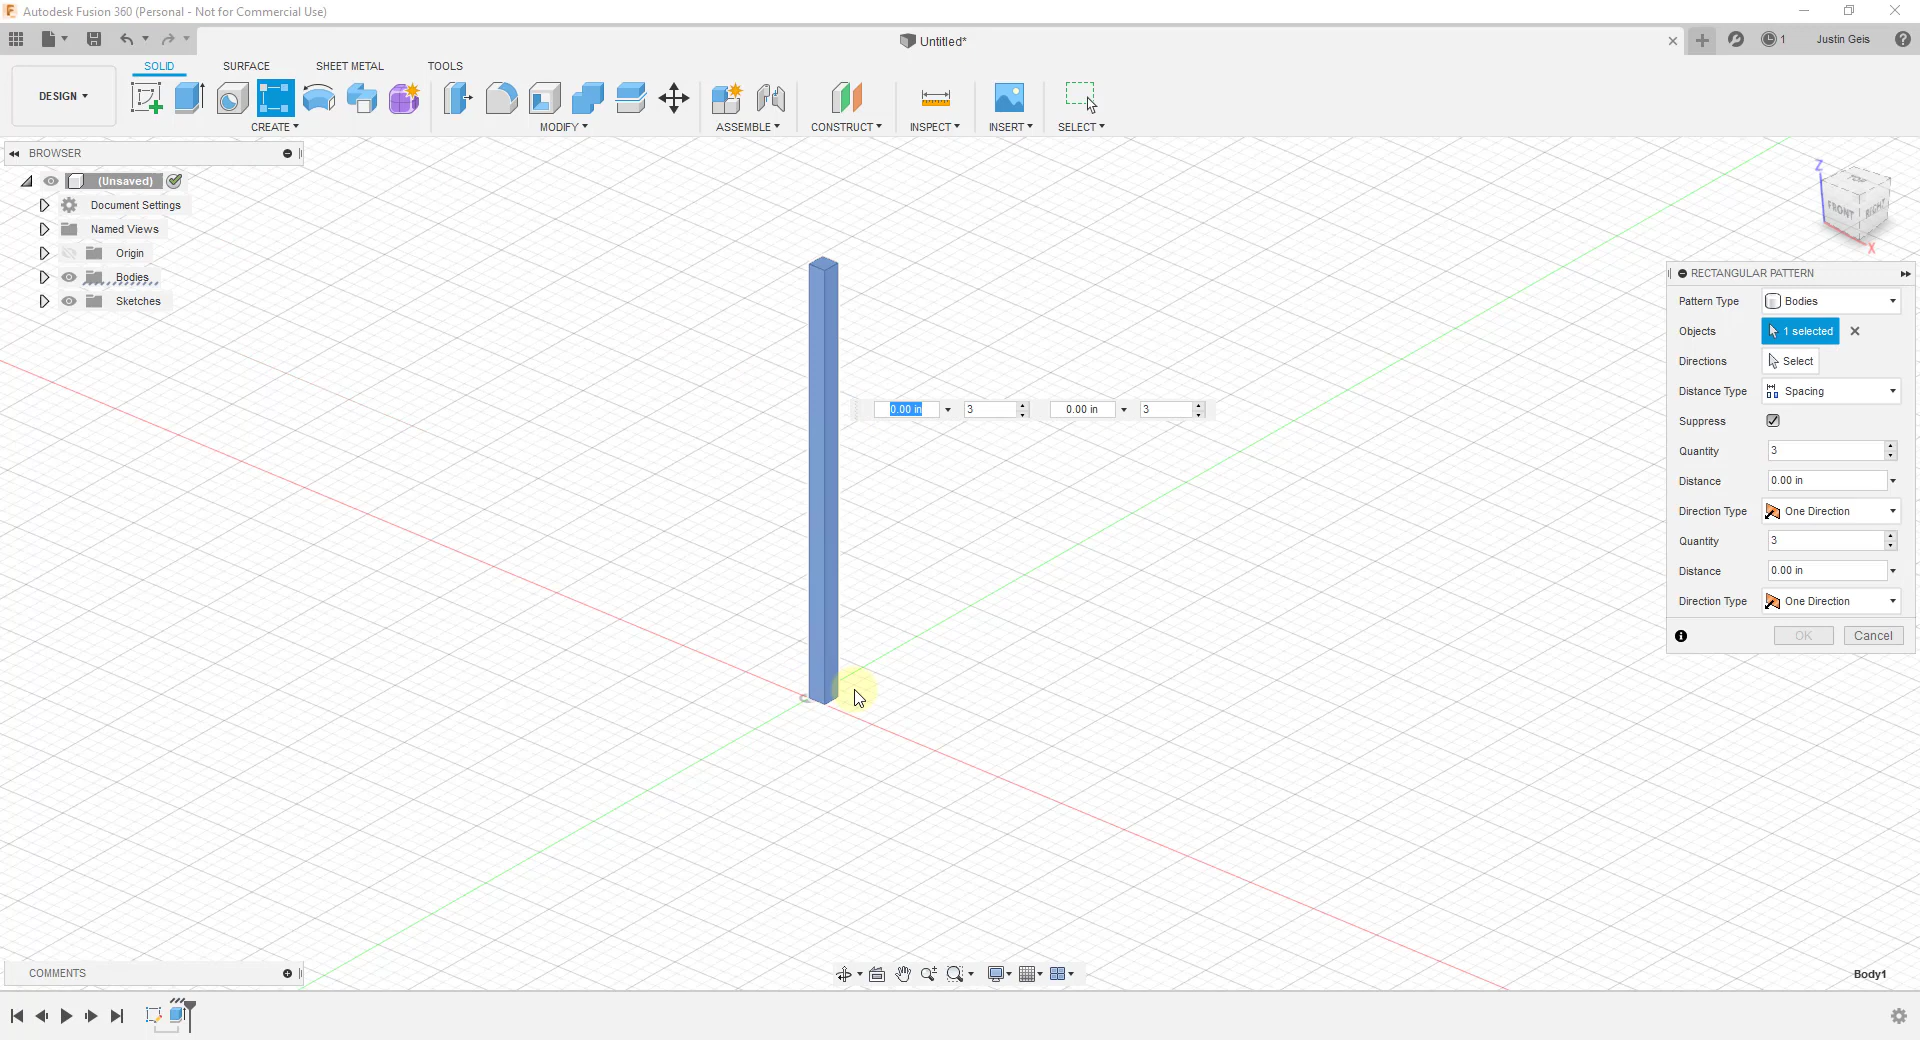 Autodesk Fusion 360 (Personal - Not for Commercial Use)
Untitled*
1
Justin Geis
DESIGN
SOLID
SURFACE
SHEET METAL
TOOLS
CREATE
MODIFY
ASSEMBLE
CONSTRUCT
INSPECT
INSERT
SELECT
BROWSER
(Unsaved)
Document Settings
Named Views
Origin
Bodies
Sketches
Z
TOP
FRONT
RIGHT
X
0.00 in
3
0.00 in
3
RECTANGULAR PATTERN
Pattern Type Bodies
Objects 1 selected
Directions Select
Distance Type Spacing
Suppress
Quantity 3
Distance 0.00 in
Direction Type One Direction
Quantity 3
Distance 0.00 in
Direction Type One Direction
OK Cancel
COMMENTS
Body1